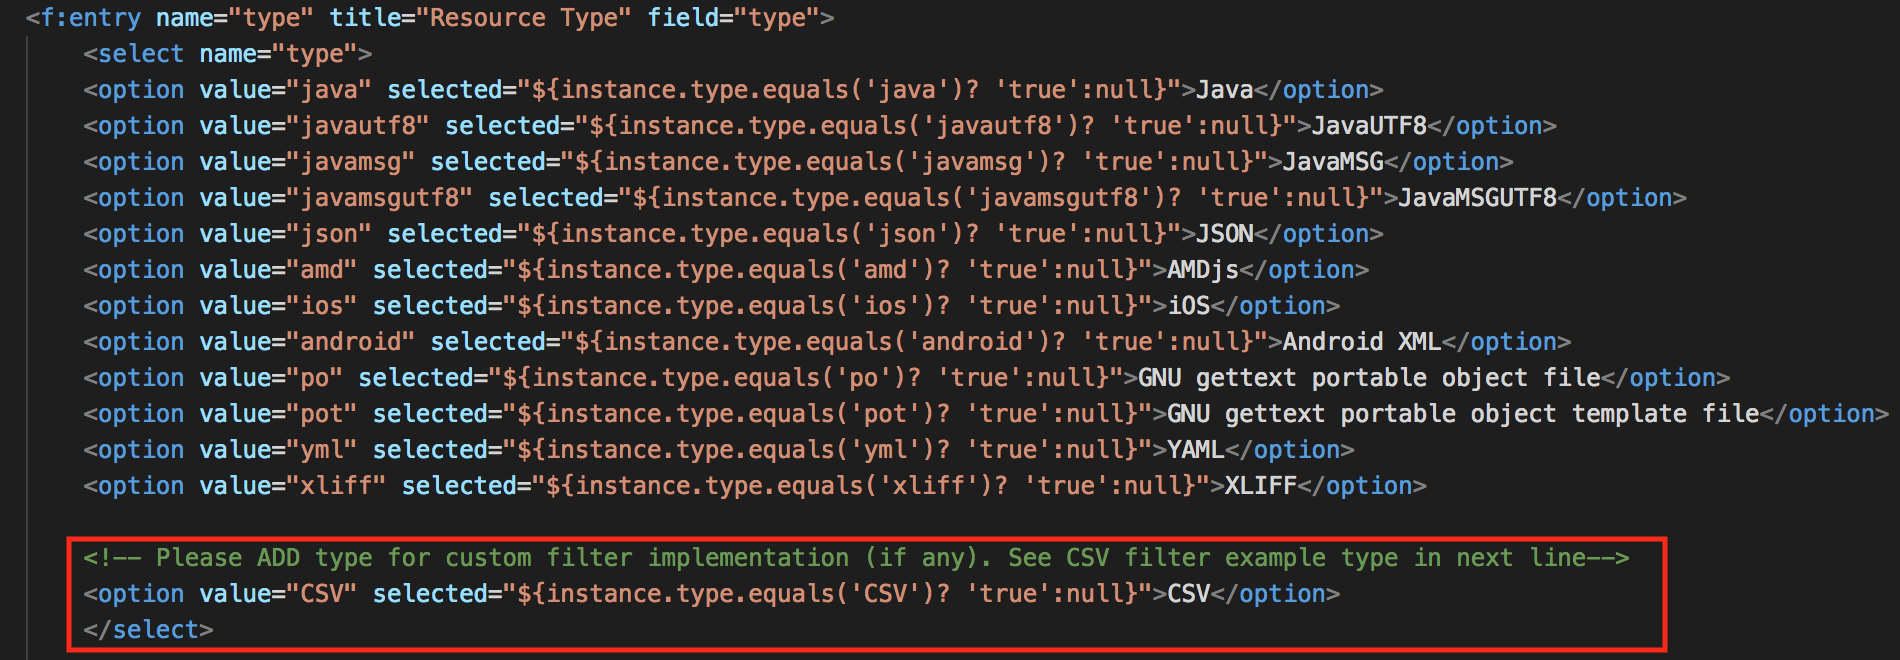 <f:entry name="type" title="Resource Type" field="type">
<select name="type">
<option value="java" selected="${instance.type.equals('java')? 'true':null}">Java</option>
<option value="javautf8" selected="${instance.type.equals('javautf8')? 'true':null}">JavaUTF8</option>
<option value="javamsg" selected="${instance.type.equals('javamsg')? 'true':null}">JavaMSG</option>
<option value="javamsgutf8" selected="${instance.type.equals('javamsgutf8')? 'true':null}">JavaMSGUTF8</option>
<option value="json" selected="${instance.type.equals('json')? 'true':null}">JSON</option>
<option value="amd" selected="${instance.type.equals('amd')? 'true':null}">AMDjs</option>
<option value="ios" selected="${instance.type.equals('ios')? 'true':null}">iOS</option>
<option value="android" selected="${instance.type.equals('android')? 'true':null}">Android XML</option>
<option value="po" selected="${instance.type.equals('po')? 'true':null}">GNU gettext portable object file</option>
<option value="pot" selected="${instance.type.equals('pot')? 'true':null}">GNU gettext portable object template file</option>
<option value="yml" selected="${instance.type.equals('yml')? 'true':null}">YAML</option>
<option value="xliff" selected="${instance.type.equals('xliff')? 'true':null}">XLIFF</option>
<!-- Please ADD type for custom filter implementation (if any). See CSV filter example type in next line-->
<option value="CSV" selected="${instance.type.equals('CSV')? 'true':null}">CSV</option>
</select>